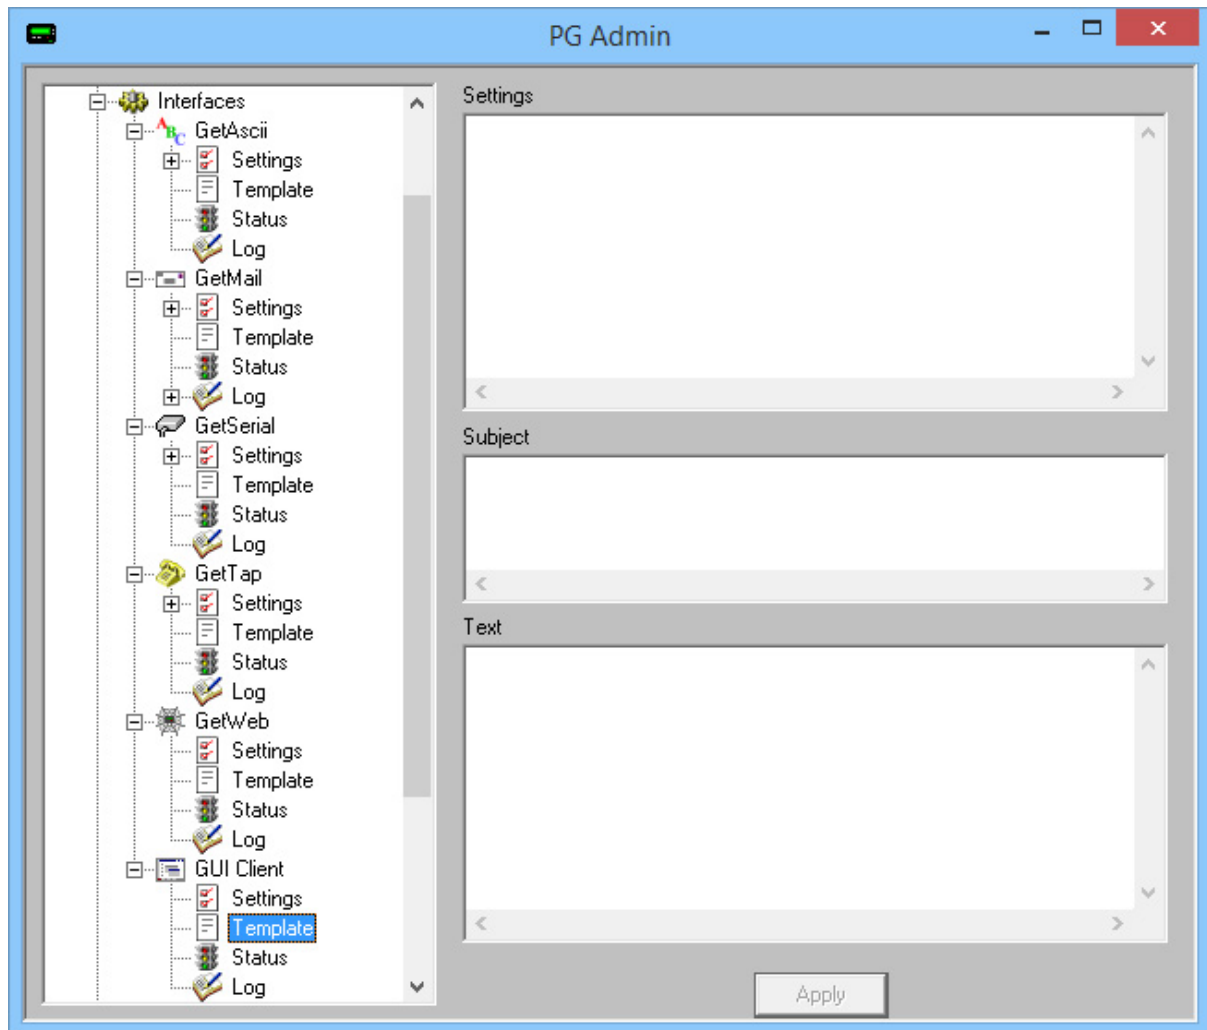 PG Admin
Interfaces
ABC GetAscii
Settings
Template
Status
Log
GetMail
Settings
Template
Status
Log
GetSerial
Settings
Template
Status
Log
GetTap
Settings
Template
Status
Log
GetWeb
Settings
Template
Status
Log
GUI Client
Settings
Template
Status
Log
Settings
Subject
Text
Apply